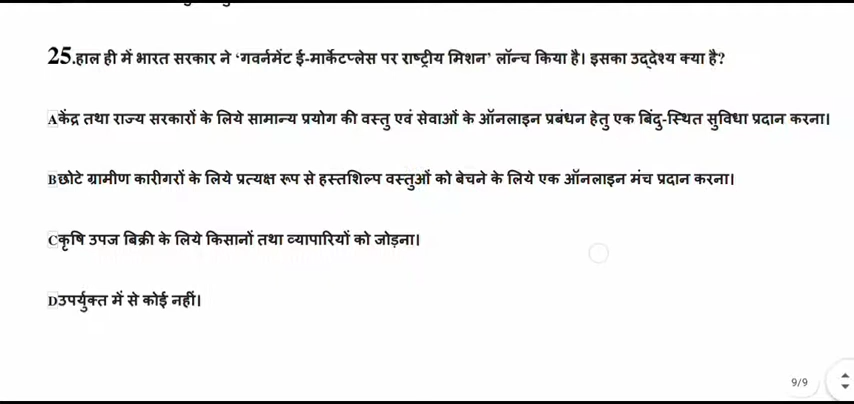 25.हाल ही में भारत सरकार ने 'गवर्नमेंट ई-मार्केटप्लेस पर राष्ट्रीय मिशन' लॉन्च किया है। इसका उद्देश्य क्या है?
Aकेंद्र तथा राज्य सरकारों के लिये सामान्य प्रयोग की वस्तु एवं सेवाओं के ऑनलाइन प्रबंधन हेतु एक बिंदु-स्थित सुविधा प्रदान करना।
Bछोटे ग्रामीण कारीगरों के लिये प्रत्यक्ष रूप से हस्तशिल्प वस्तुओं को बेचने के लिये एक ऑनलाइन मंच प्रदान करना।
Cकृषि उपज बिक्री के लिये किसानों तथा व्यापारियों को जोड़ना।
Dउपर्युक्त में से कोई नहीं।
9/9